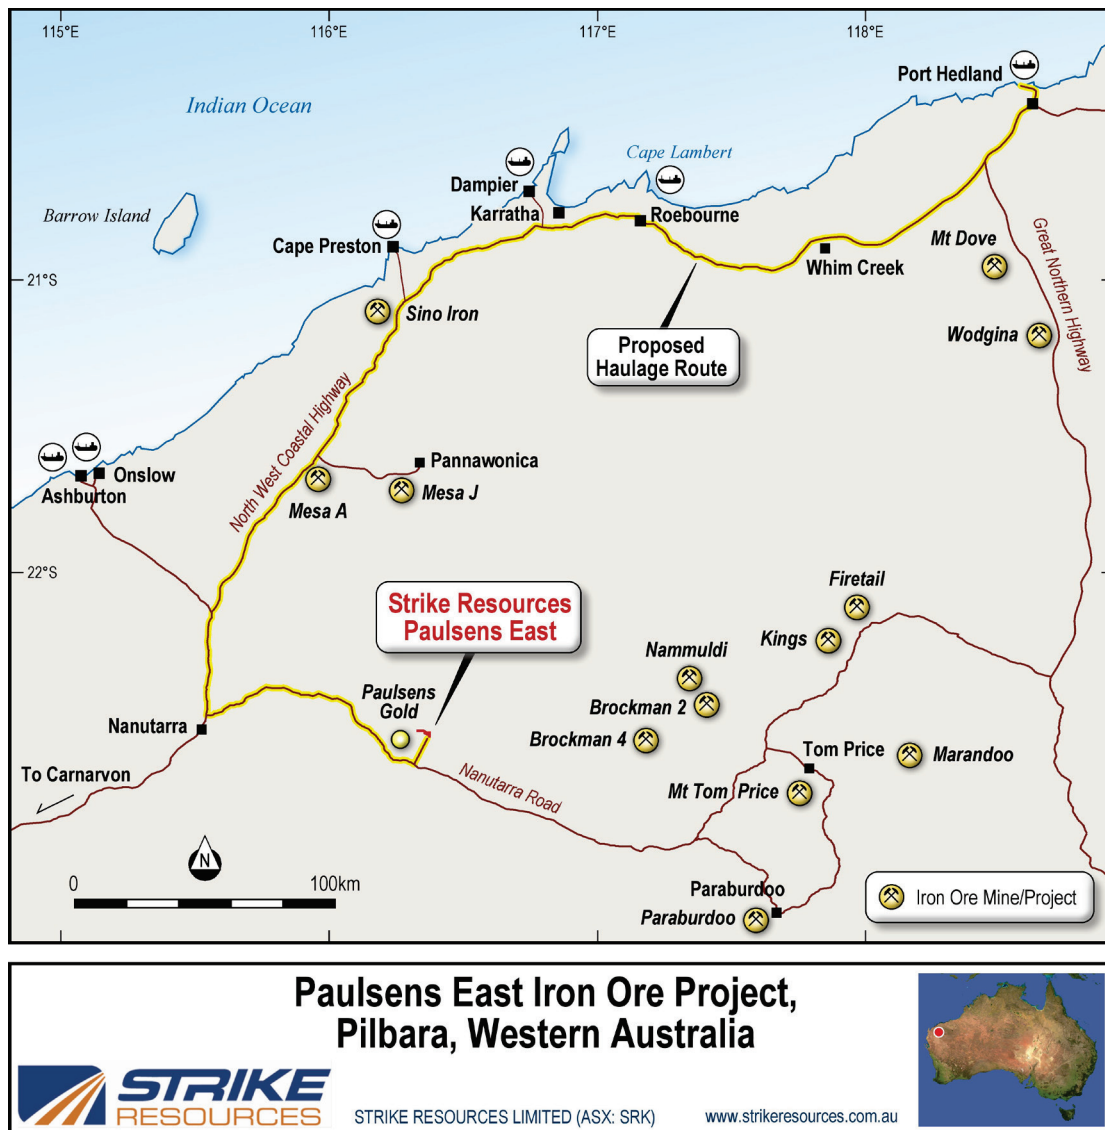 115°E
116°E
117°E
118°E
Port Hedland
Indian Ocean
Cape Lambert
Dampier
Karratha
Roebourne
Barrow Island
Cape Preston
Whim Creek
Mt Dove
21°S
Sino Iron
Great Northern Highway
Wodgina
Proposed
Haulage Route
North West Coastal Highway
Onslow
Ashburton
Pannawonica
Mesa A
Mesa J
22°S
Firetail
Strike Resources
Paulsens East
Kings
Nammuldi
Paulsens
Gold
Brockman 2
Nanutarra
Brockman 4
Tom Price
Marandoo
To Carnarvon
Nanutarra Road
Mt Tom Price
N
0
100km
Paraburdoo
Paraburdoo
Iron Ore Mine/Project
Paulsens East Iron Ore Project,
Pilbara, Western Australia
STRIKE
RESOURCES
STRIKE RESOURCES LIMITED (ASX: SRK)
www.strikeresources.com.au